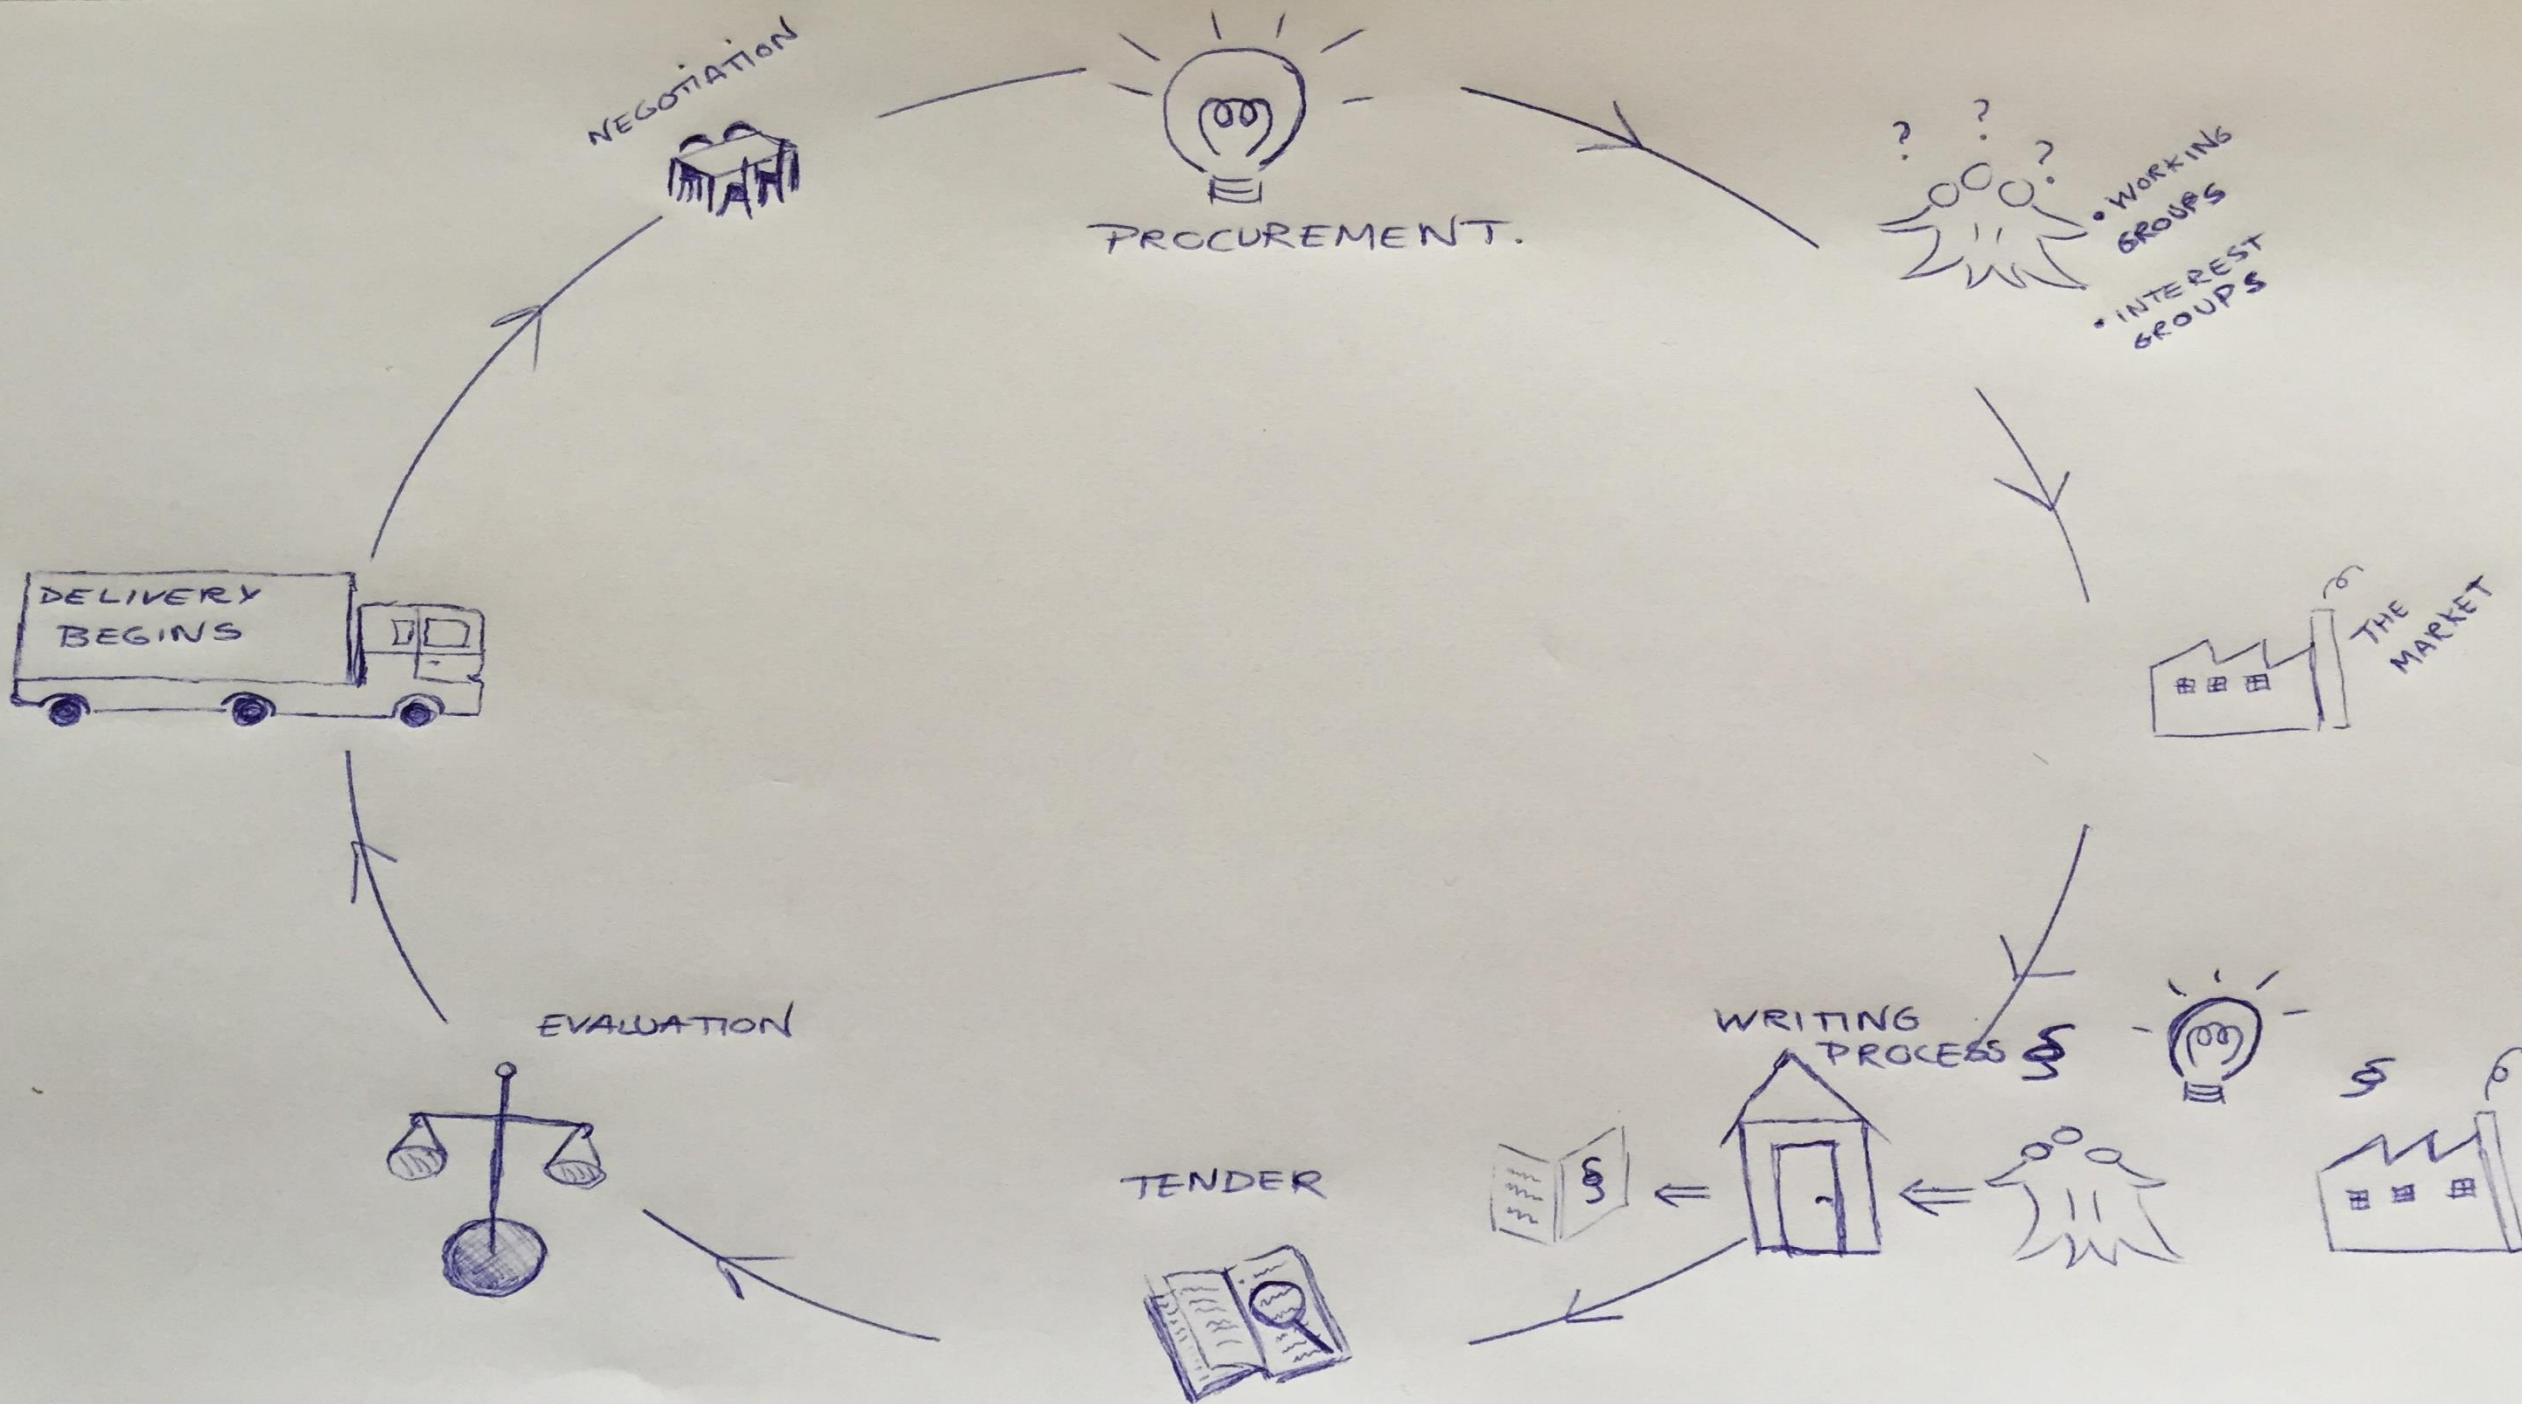 NEGOTIATION
PROCUREMENT.
? ? ?
• WORKING
GROUPS
• INTEREST
GROUPS
THE
MARKET
DELIVERY
BEGINS
WRITING
PROCESS §
§
§
TENDER
EVALUATION